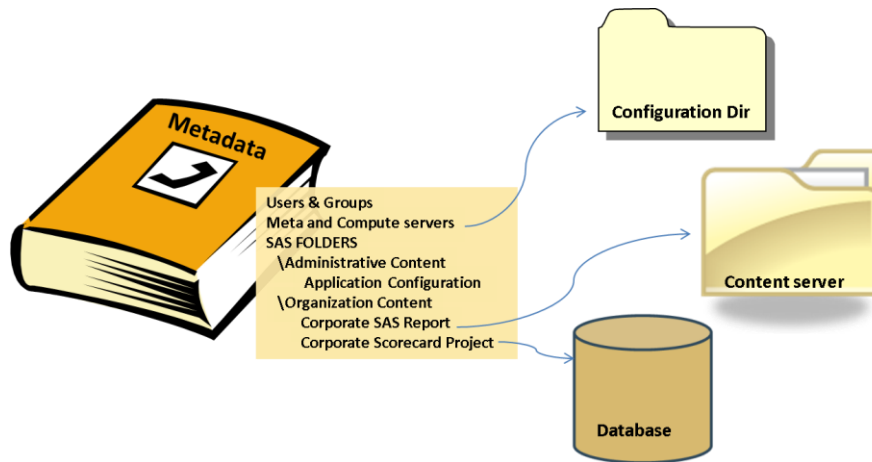 Metadata
Users & Groups
Meta and Compute servers
SAS FOLDERS
\Administrative Content
Application Configuration
\Organization Content
Corporate SAS Report
Corporate Scorecard Project
Configuration Dir
Content server
Database